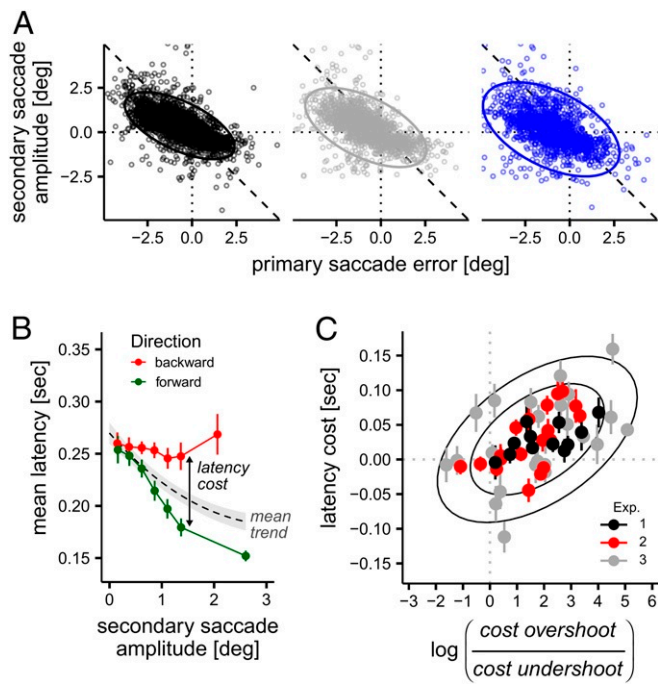 A
secondary saccade
amplitude [deg]
2.5
0.0
−2.5
−2.5 0.0 2.5 −2.5 0.0 2.5 −2.5 0.0 2.5
primary saccade error [deg]
B
mean latency [sec]
0.35
0.30
0.25
0.20
0.15
Direction
backward
forward
latency
cost
mean
trend
0 1 2 3
secondary saccade
amplitude [deg]
C
latency cost [sec]
0.15
0.10
0.05
0.00
−0.05
−0.10
−0.15
Exp.
1
2
3
−3 −2 −1 0 1 2 3 4 5 6
log ( cost overshoot
cost undershoot )